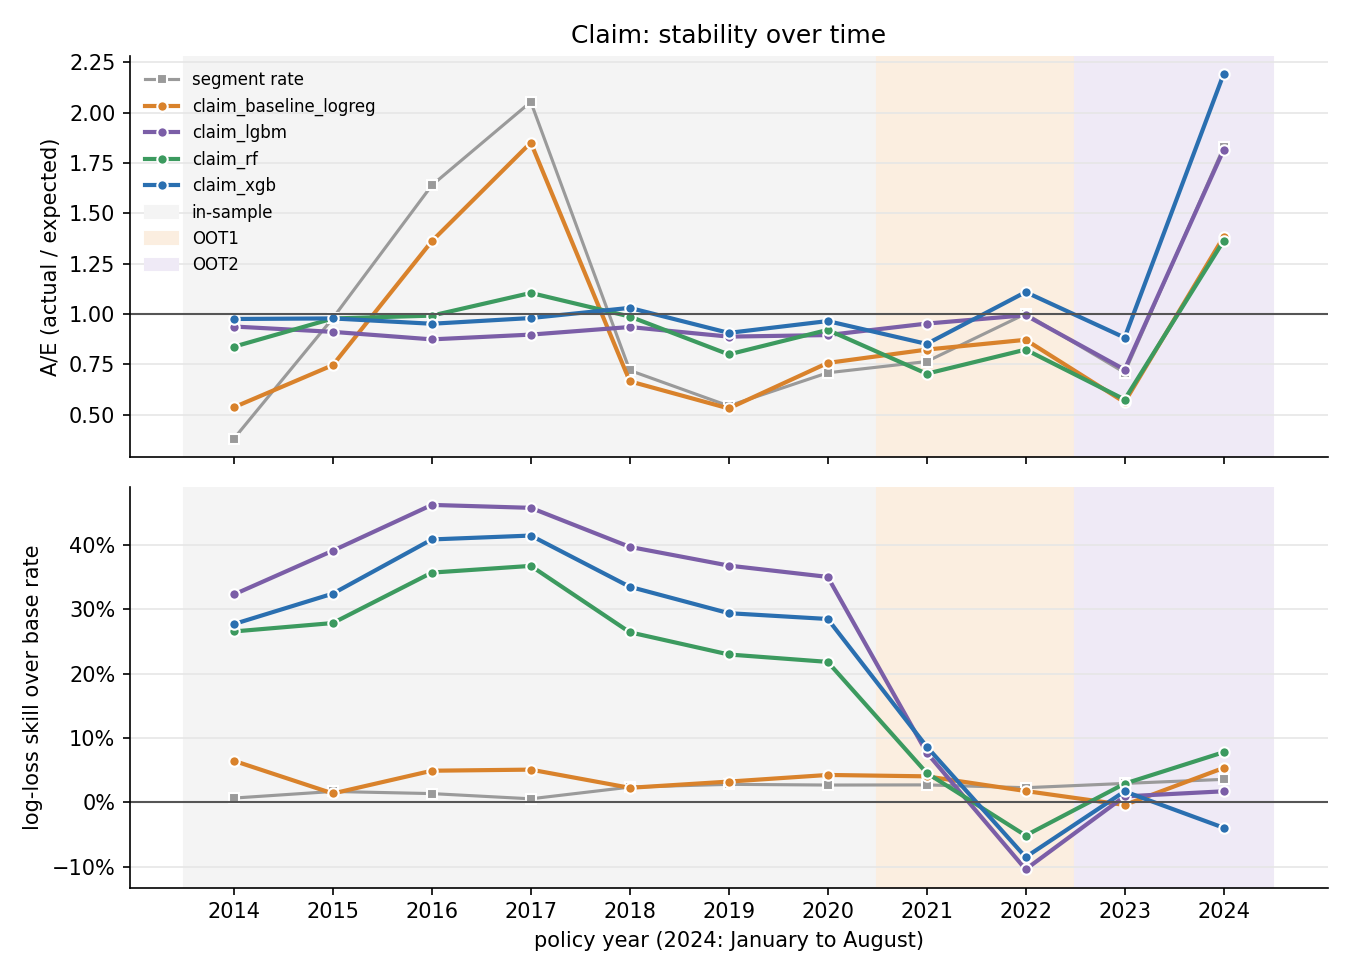 Claim: stability over time
A/E (actual / expected)
2.25
2.00
1.75
1.50
1.25
1.00
0.75
0.50
segment rate
claim_baseline_logreg
claim_lgbm
claim_rf
claim_xgb
in-sample
OOT1
OOT2
log-loss skill over base rate
40%
30%
20%
10%
0%
−10%
2014 2015 2016 2017 2018 2019 2020 2021 2022 2023 2024
policy year (2024: January to August)